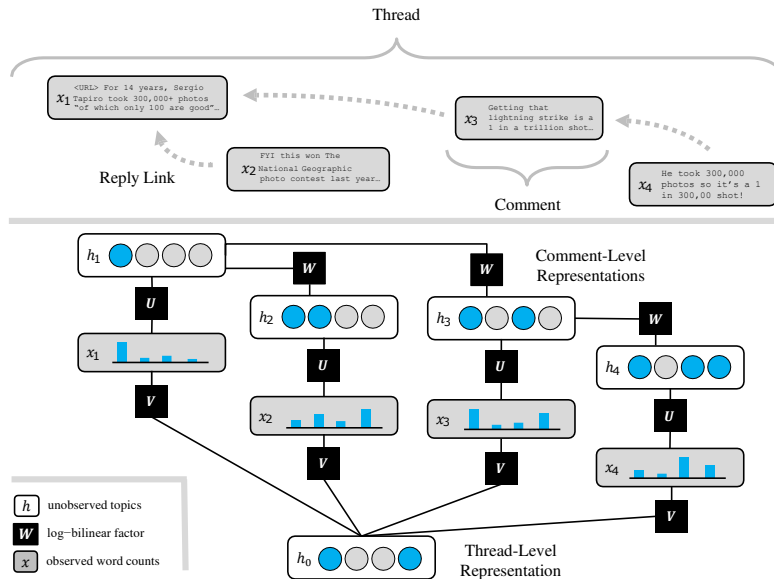 Thread
x1 <URL> For 14 years, Sergio
Tapiro took 300,000+ photos
"of which only 100 are good"…
x3 Getting that
lightning strike is a
1 in a trillion shot…
x2 FYI this won The
National Geographic
photo contest last year…
Reply Link
x4 He took 300,000
photos so it's a 1
in 300,00 shot!
Comment
h1
W
W
Comment-Level
Representations
U
h2
h3
W
x1
h4
V
U
U
x2
x3
U
V
V
x4
V
h unobserved topics
W log-bilinear factor
x observed word counts
h0
Thread-Level
Representation